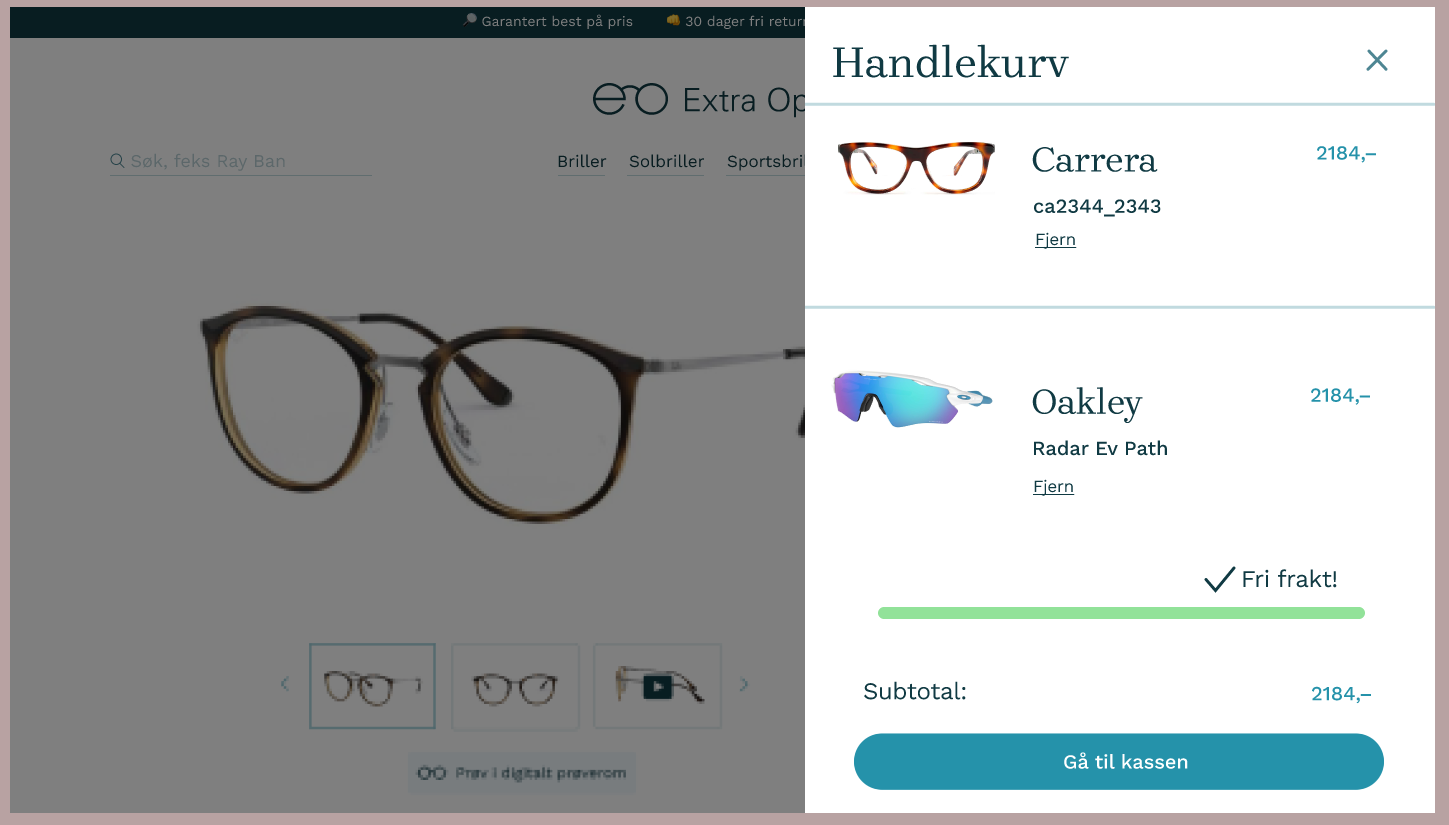 Garantert best på pris
30 dager fri retur
Extra Op
Søk, feks Ray Ban
Briller Solbriller Sportsbri
Prøv i digitalt prøverom
Handlekurv
Carrera
2184,–
ca2344_2343
Fjern
Oakley
2184,–
Radar Ev Path
Fjern
Fri frakt!
Subtotal:
2184,–
Gå til kassen